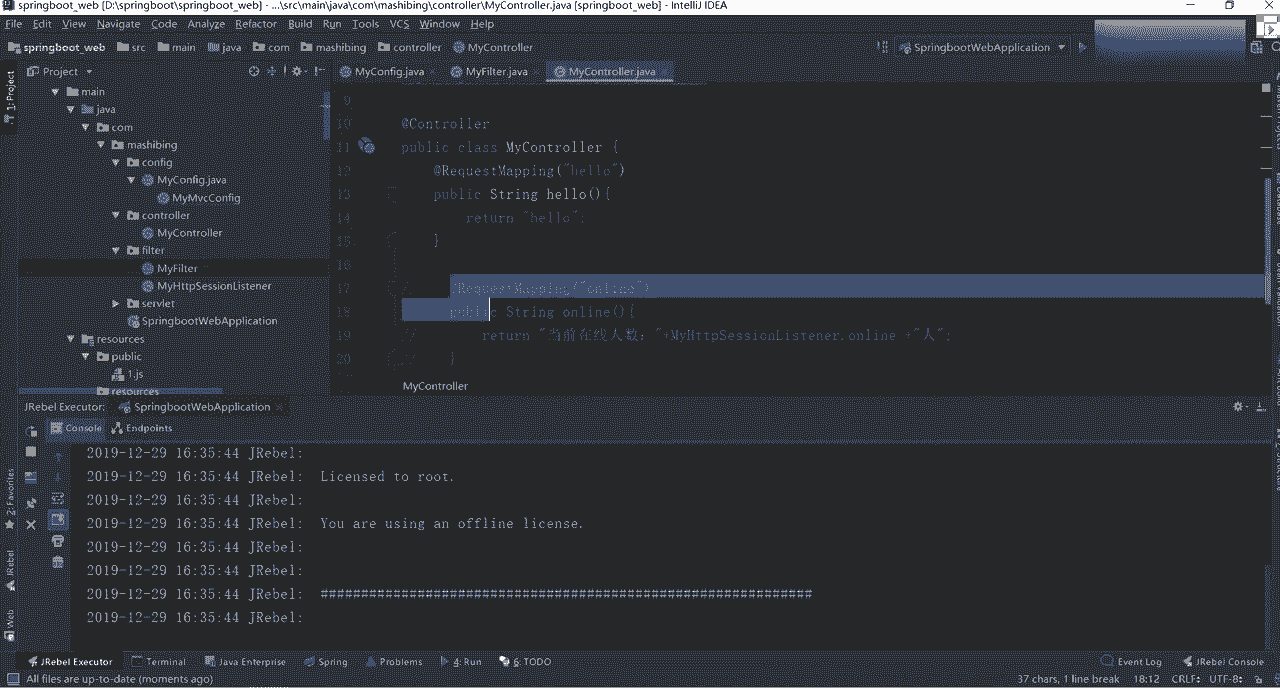 springboot_web [D:\springboot\springboot_web] - ...\src\main\java\com\mashibing\controller\MyController.java [springboot_web] - IntelliJ IDEA
File Edit View Navigate Code Analyze Refactor Build Run Tools VCS Window Help
springboot_web src main java com mashibing controller MyController SpringbootWebApplication
Project MyConfig.java MyFilter.java MyController.java
main
java
com
mashibing
config
MyConfig.java
MyMvcConfig
controller
MyController
filter
MyFilter
MyHttpSessionListener
servlet
SpringbootWebApplication
resources
public
1.js
resources
1: Project
9
10 @Controller
11 public class MyController {
12 @RequestMapping("hello")
13 public String hello(){
14 return "hello";
15 }
16
17 // RequestMapping("online")
18 public String online(){
19 // return "当前在线人数："+MyHttpSessionListener.online +"人";
20 // }
MyController
JRebel Executor: SpringbootWebApplication
Console Endpoints
2019-12-29 16:35:44 JRebel:
2019-12-29 16:35:44 JRebel: Licensed to root.
2019-12-29 16:35:44 JRebel:
2019-12-29 16:35:44 JRebel: You are using an offline license.
2019-12-29 16:35:44 JRebel:
2019-12-29 16:35:44 JRebel:
2019-12-29 16:35:44 JRebel: #############################################################
2019-12-29 16:35:44 JRebel:
2: Favorites
JRebel
Web
JRebel Executor Terminal Java Enterprise Spring Problems 4: Run 6: TODO Event Log JRebel Console
All files are up-to-date (moments ago) 37 chars, 1 line break 18:12 CRLF UTF-8